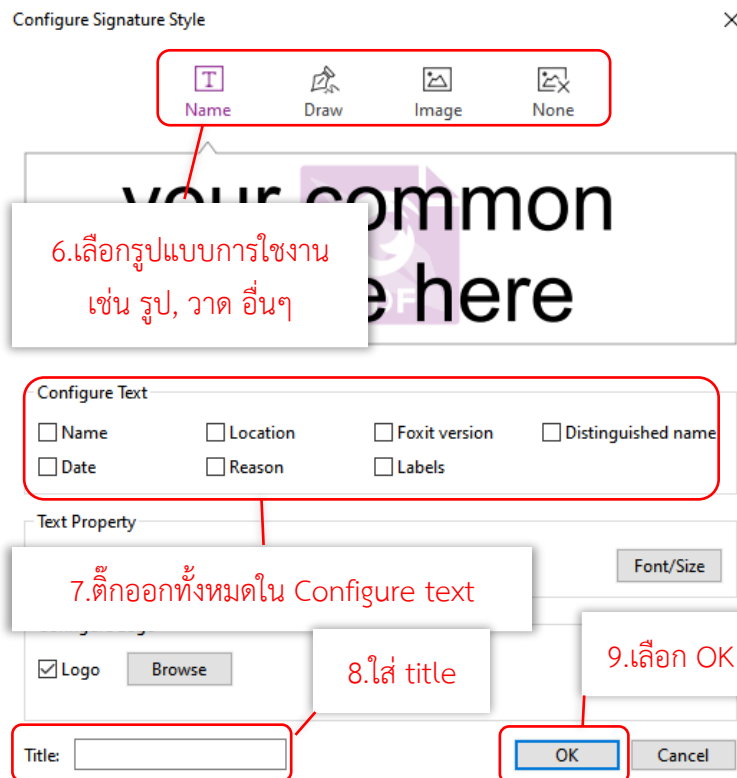 Configure Signature Style
Name Draw Image None
your common
e here
6.เลือกรูปแบบการใชงาน
เช่น รูป, วาด อื่นๆ
Configure Text
Name Location Foxit version Distinguished name
Date Reason Labels
Text Property
Font/Size
7.ติ๊กออกทั้งหมดใน Configure text
Logo Browse
8.ใส่ title
9.เลือก OK
Title:
OK Cancel